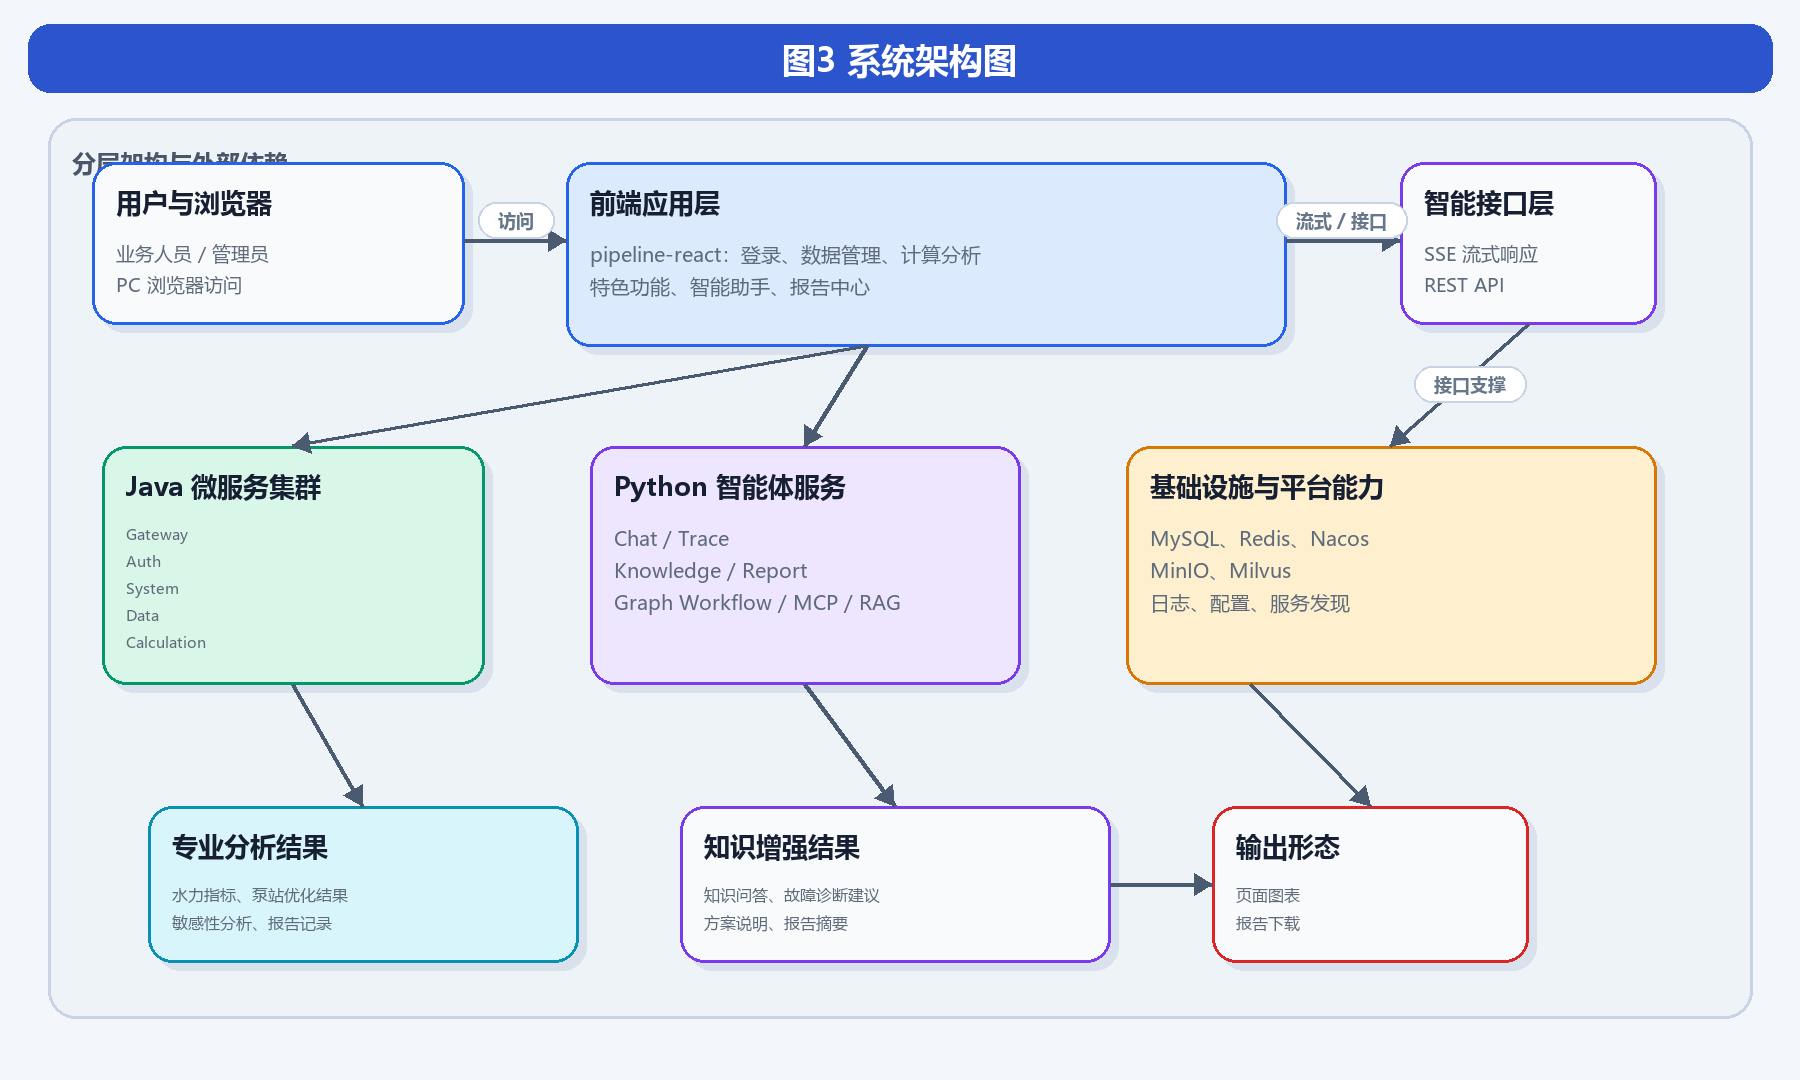 图3 系统架构图
分层架构与外部依赖
用户与浏览器
业务人员 / 管理员
PC 浏览器访问
访问
前端应用层
pipeline-react：登录、数据管理、计算分析
特色功能、智能助手、报告中心
流式 / 接口
智能接口层
SSE 流式响应
REST API
接口支撑
Java 微服务集群
Gateway
Auth
System
Data
Calculation
Python 智能体服务
Chat / Trace
Knowledge / Report
Graph Workflow / MCP / RAG
基础设施与平台能力
MySQL、Redis、Nacos
MinIO、Milvus
日志、配置、服务发现
专业分析结果
水力指标、泵站优化结果
敏感性分析、报告记录
知识增强结果
知识问答、故障诊断建议
方案说明、报告摘要
输出形态
页面图表
报告下载